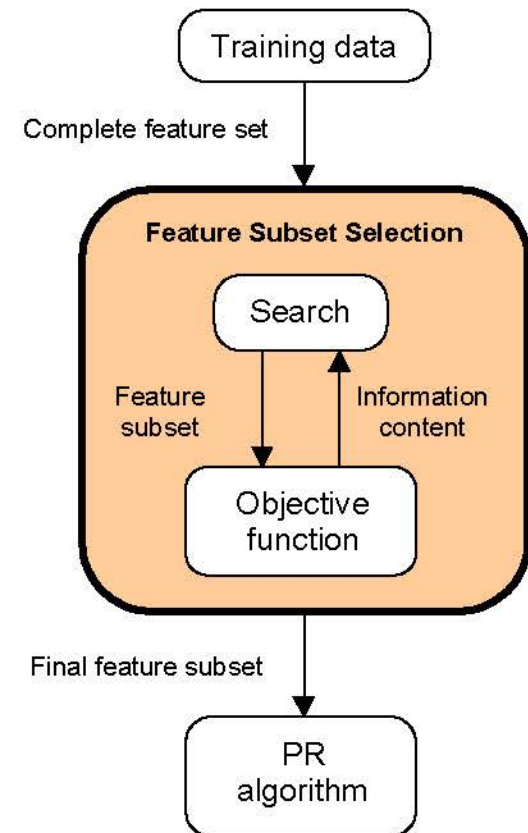 Training data
Complete feature set
Feature Subset Selection
Search
Feature
subset
Information
content
Objective
function
Final feature subset
PR
algorithm